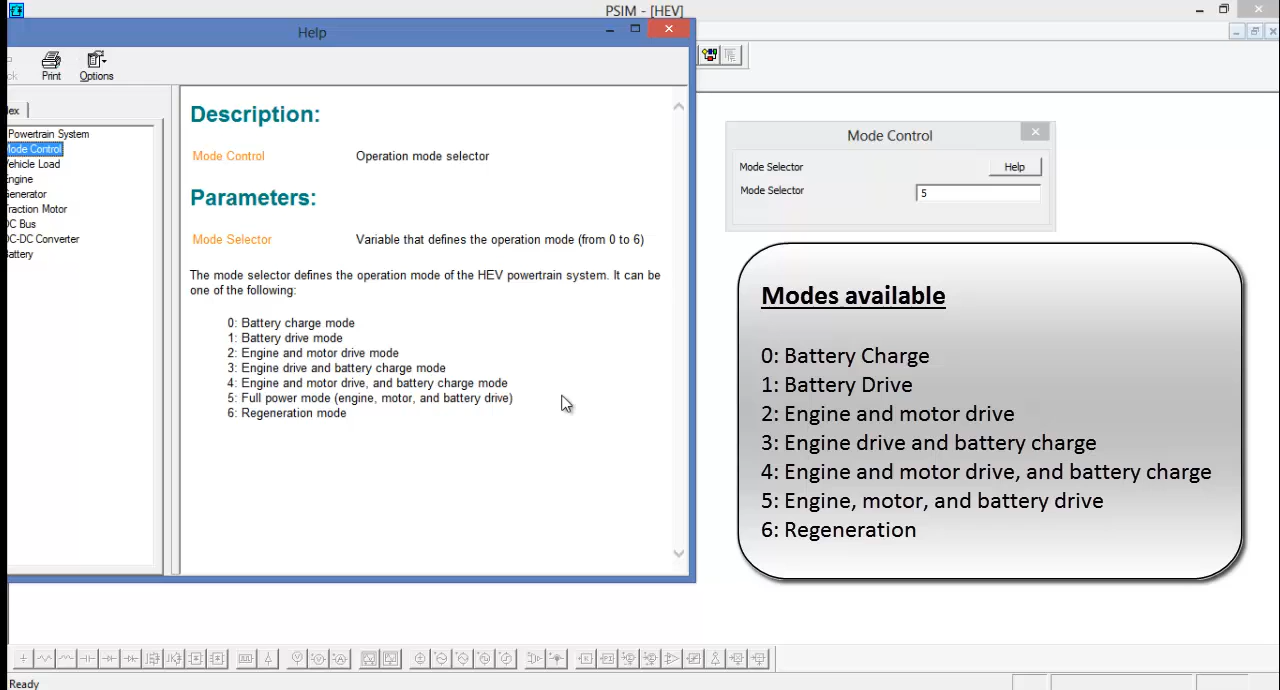 PSIM - [HEV]
Help
Print
Options
Powertrain System
Mode Control
Vehicle Load
Engine
Generator
Traction Motor
DC Bus
DC-DC Converter
Battery
Description:
Mode Control Operation mode selector
Parameters:
Mode Selector Variable that defines the operation mode (from 0 to 6)
The mode selector defines the operation mode of the HEV powertrain system. It can be
one of the following:
0: Battery charge mode
1: Battery drive mode
2: Engine and motor drive mode
3: Engine drive and battery charge mode
4: Engine and motor drive, and battery charge mode
5: Full power mode (engine, motor, and battery drive)
6: Regeneration mode
Mode Control
Mode Selector Help
Mode Selector 5
Modes available
0: Battery Charge
1: Battery Drive
2: Engine and motor drive
3: Engine drive and battery charge
4: Engine and motor drive, and battery charge
5: Engine, motor, and battery drive
6: Regeneration
Ready